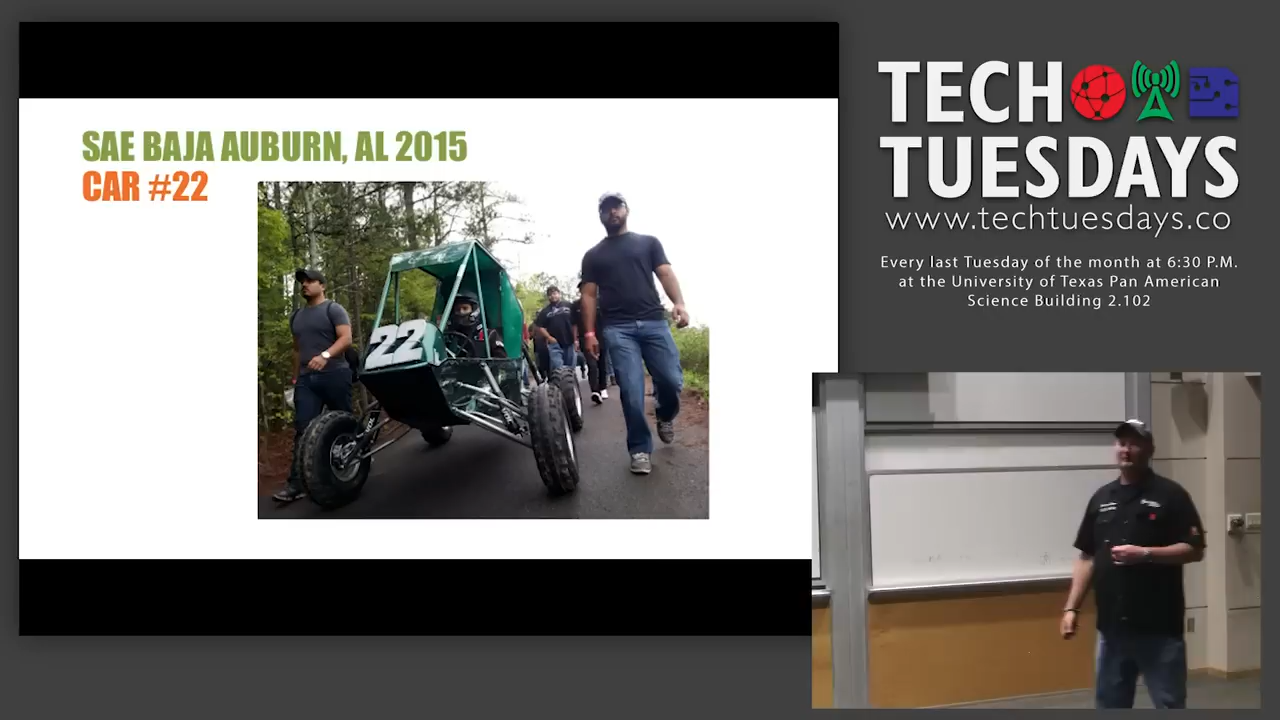 SAE BAJA AUBURN, AL 2015
CAR #22
22
TECH
TUESDAYS
www.techtuesdays.co
Every last Tuesday of the month at 6:30 P.M.
at the University of Texas Pan American
Science Building 2.102